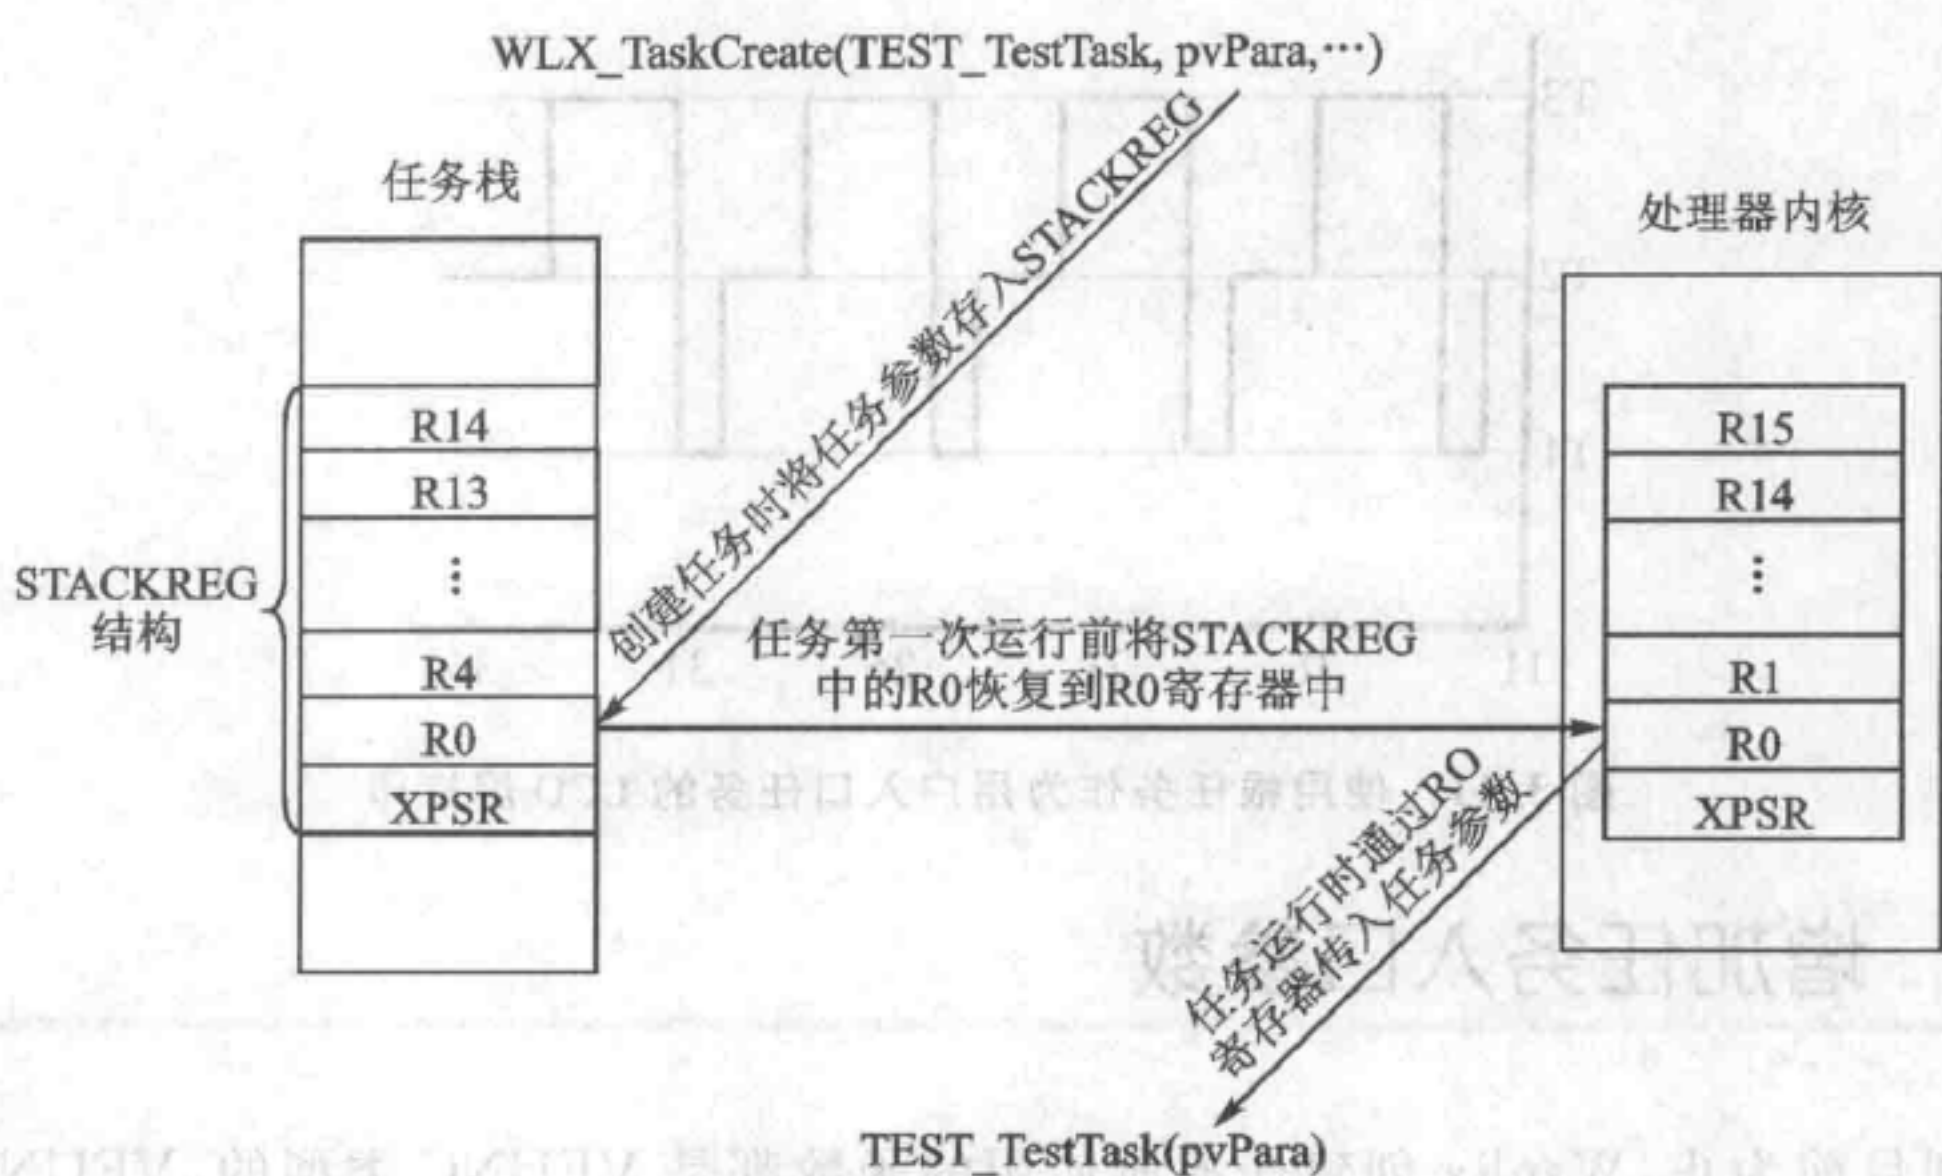 WLX_TaskCreate(TEST_TestTask, pvPara,…)
任务栈
处理器内核
创建任务时将任务参数存入STACKREG
R14
R13
⋮
R4
R0
XPSR
STACKREG
结构
任务第一次运行前将STACKREG
中的R0恢复到R0寄存器中
R15
R14
⋮
R1
R0
XPSR
任务运行时通过RO
寄存器传入任务参数
TEST_TestTask(pvPara)